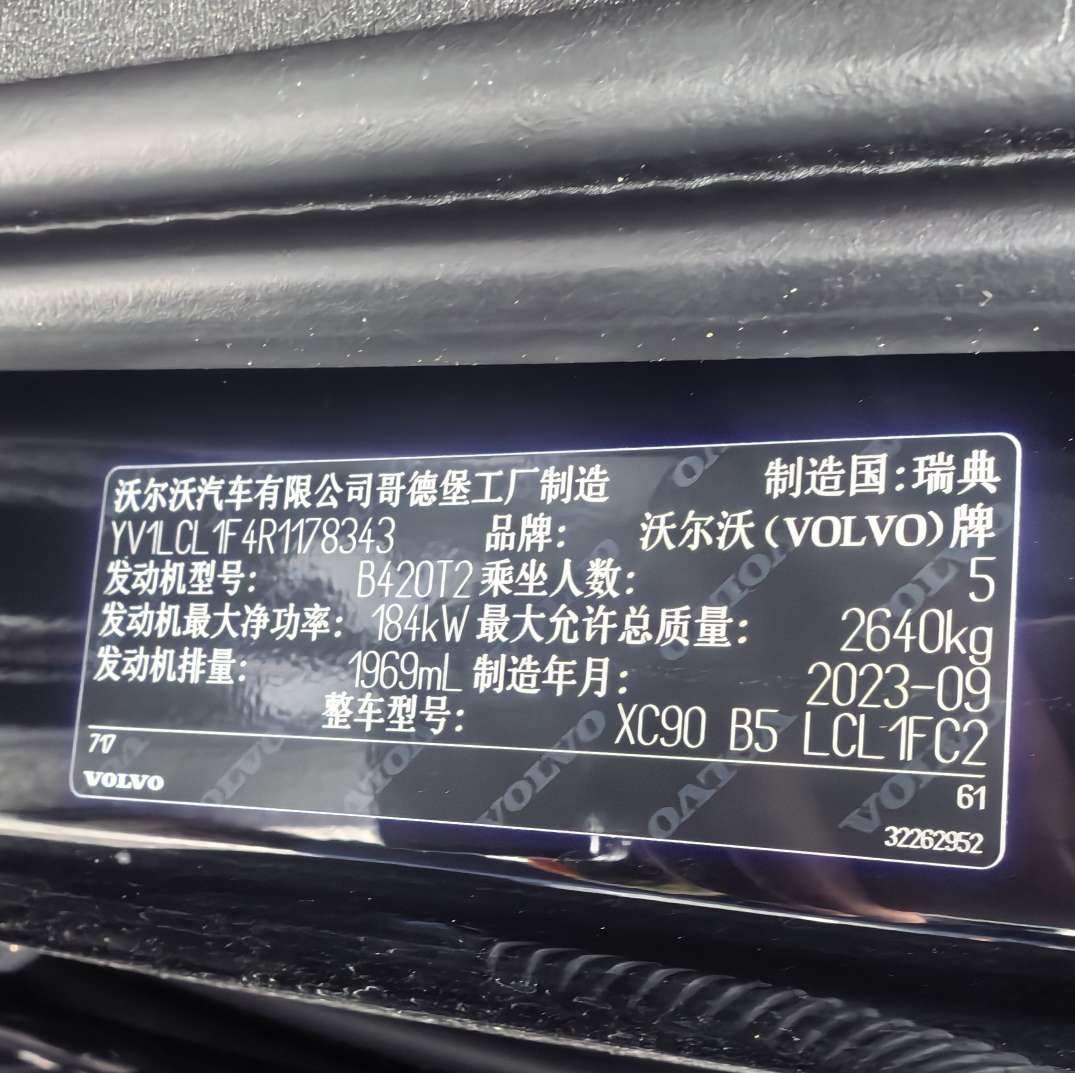 沃尔沃汽车有限公司哥德堡工厂制造 制造国:瑞典
YV1LCL1F4R1178343 品牌: 沃尔沃(VOLVO)牌
发动机型号: B420T2 乘坐人数: 5
发动机最大净功率: 184kW 最大允许总质量: 2640kg
发动机排量: 1969mL 制造年月: 2023-09
整车型号: XC90 B5 LCL1FC2
717 61
VOLVO 32262952